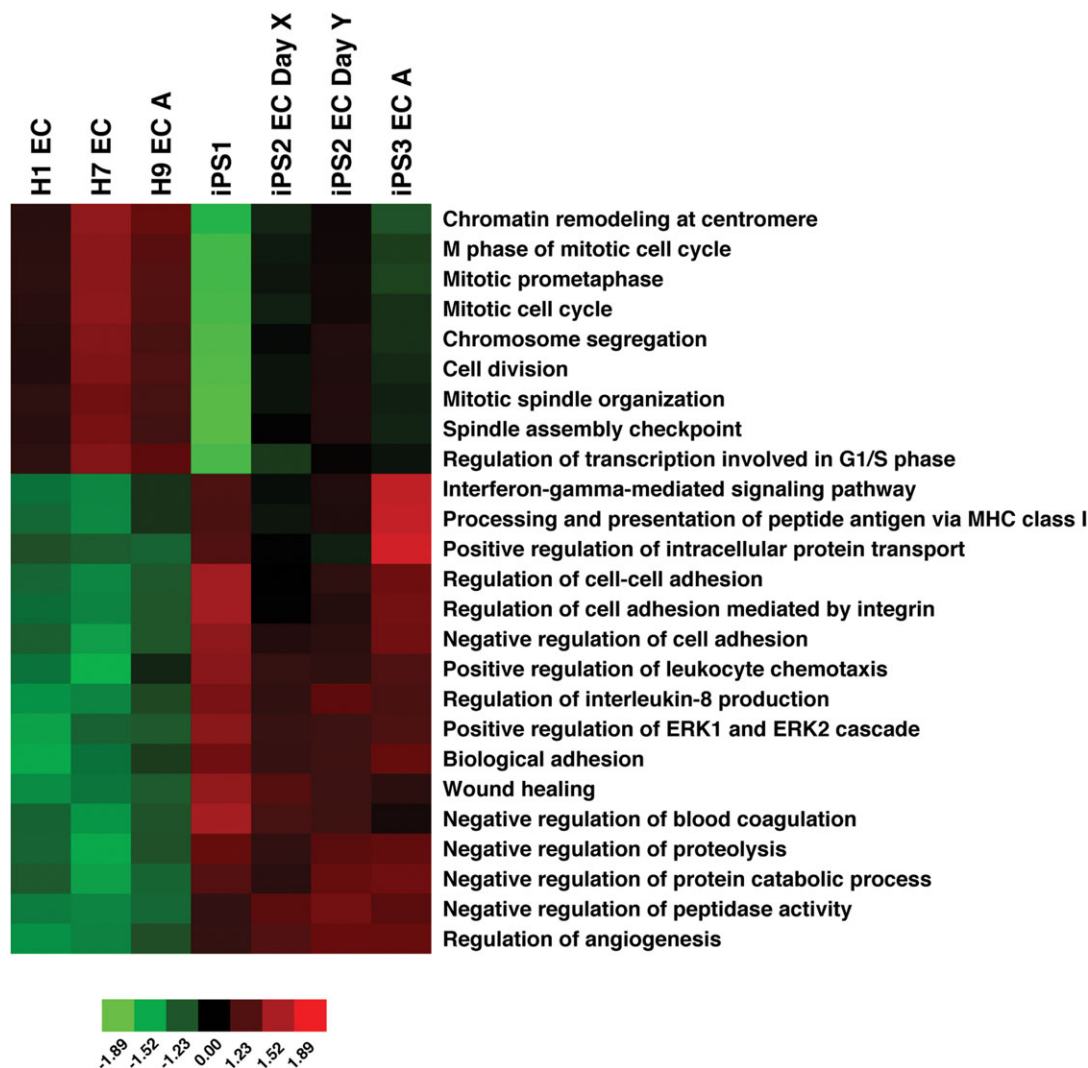 H1 EC
H7 EC
H9 EC A
iPS1
iPS2 EC Day X
iPS2 EC Day Y
iPS3 EC A
Chromatin remodeling at centromere
M phase of mitotic cell cycle
Mitotic prometaphase
Mitotic cell cycle
Chromosome segregation
Cell division
Mitotic spindle organization
Spindle assembly checkpoint
Regulation of transcription involved in G1/S phase
Interferon-gamma-mediated signaling pathway
Processing and presentation of peptide antigen via MHC class I
Positive regulation of intracellular protein transport
Regulation of cell-cell adhesion
Regulation of cell adhesion mediated by integrin
Negative regulation of cell adhesion
Positive regulation of leukocyte chemotaxis
Regulation of interleukin-8 production
Positive regulation of ERK1 and ERK2 cascade
Biological adhesion
Wound healing
Negative regulation of blood coagulation
Negative regulation of proteolysis
Negative regulation of protein catabolic process
Negative regulation of peptidase activity
Regulation of angiogenesis
-1.89
-1.52
-1.23
0.00
1.23
1.52
1.89